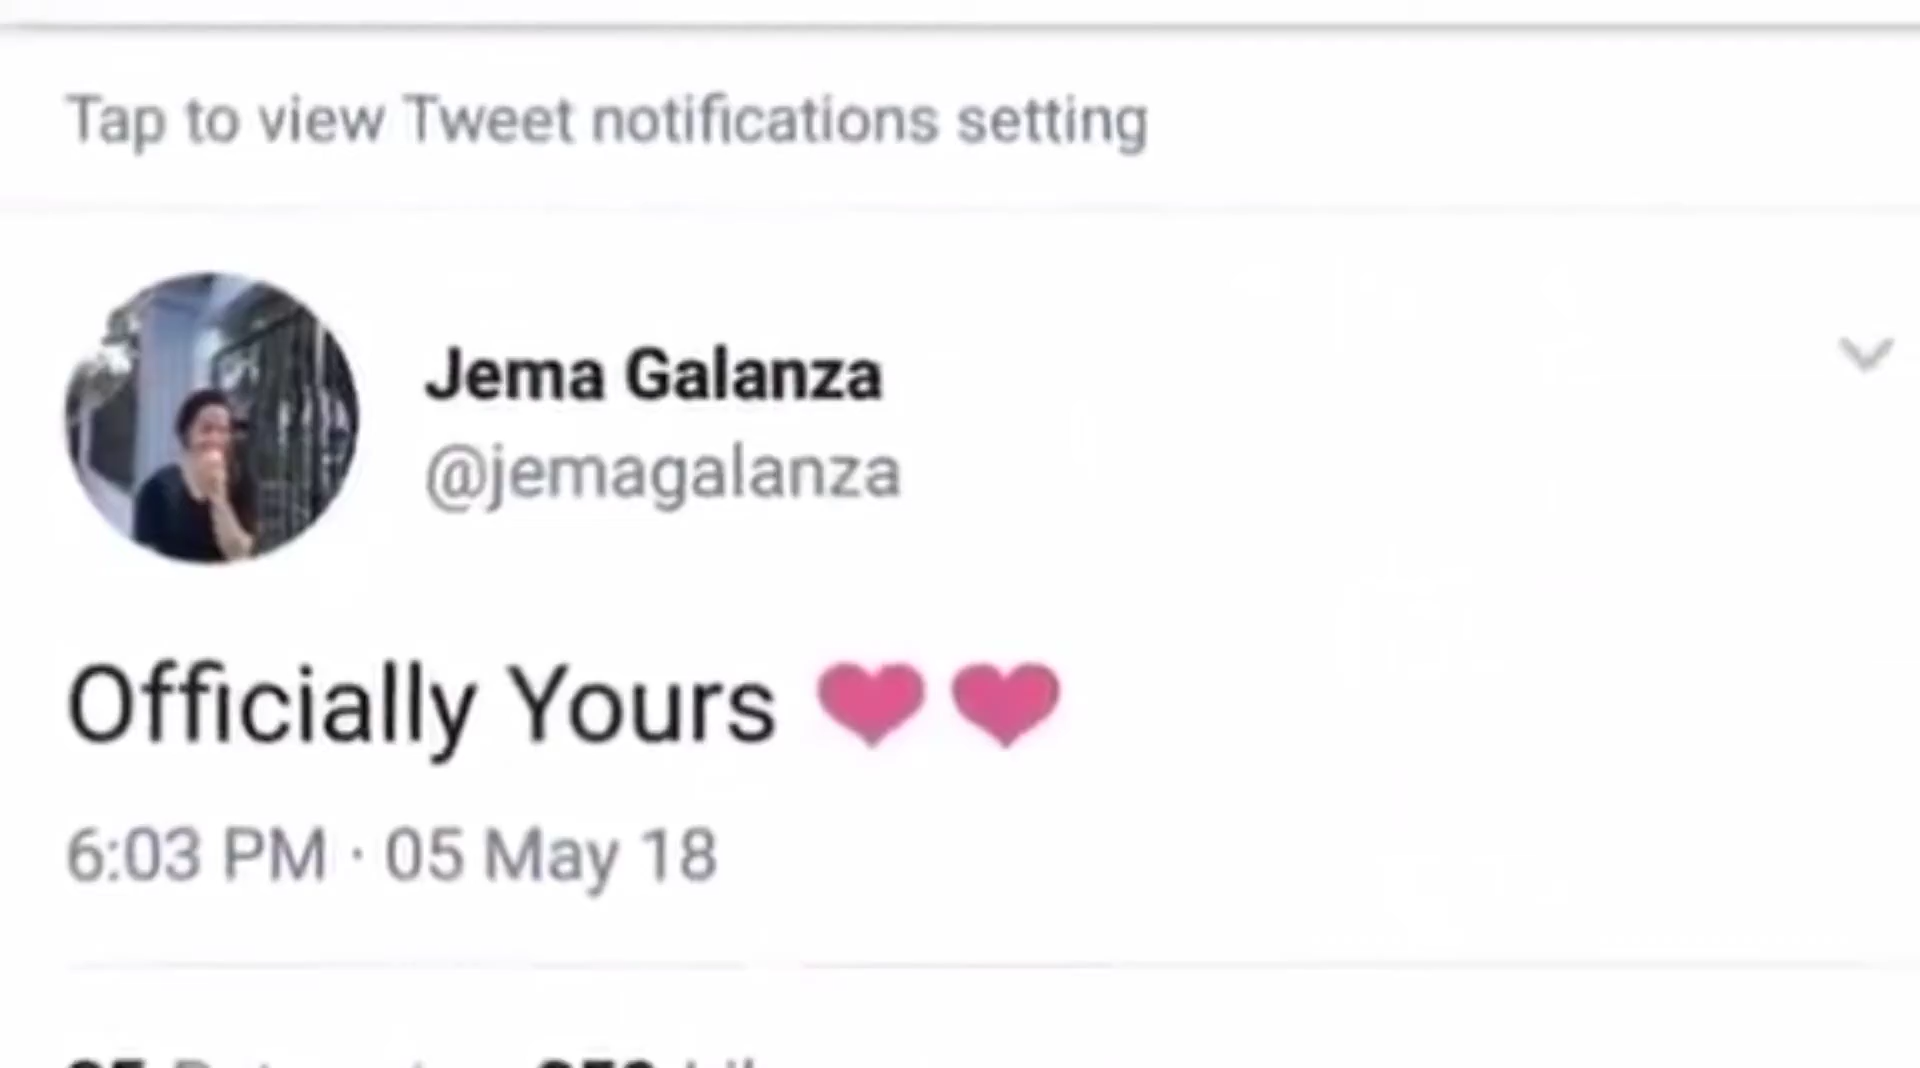 Tap to view Tweet notifications setting
Jema Galanza
@jemagalanza
Officially Yours 💗💗
6:03 PM · 05 May 18